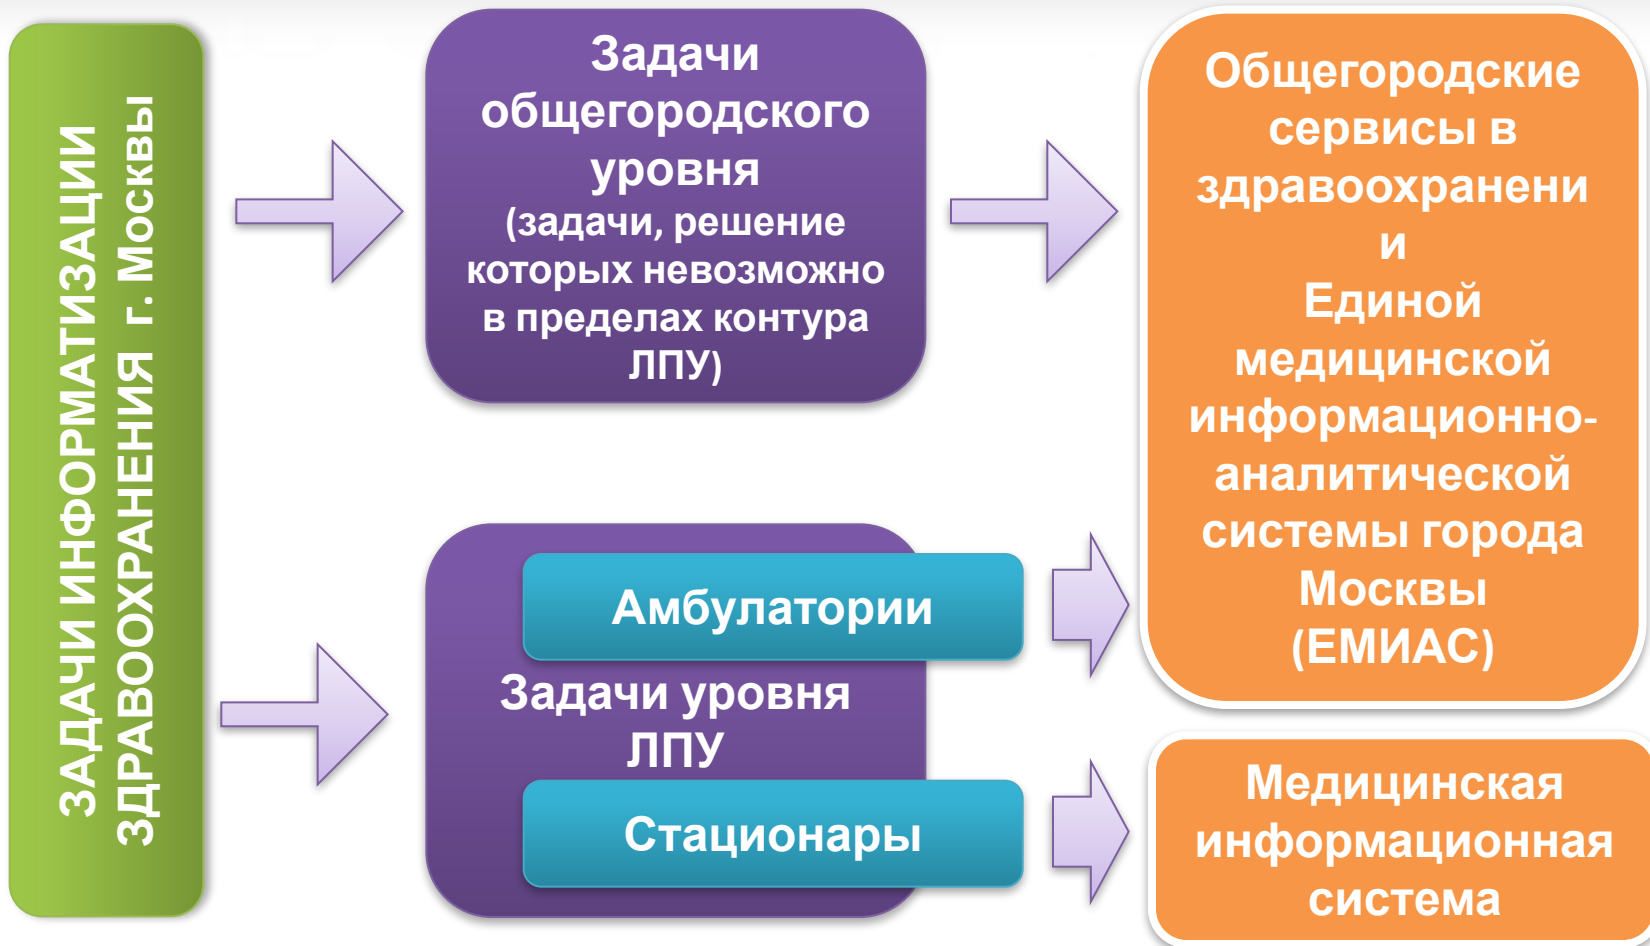 ЗАДАЧИ ИНФОРМАТИЗАЦИИ
ЗДРАВООХРАНЕНИЯ г. Москвы
Задачи
общегородского
уровня
(задачи, решение
которых невозможно
в пределах контура
ЛПУ)
Общегородские
сервисы в
здравоохранени
и
Единой
медицинской
информационно-
аналитической
системы города
Москвы
(ЕМИАС)
Амбулатории
Задачи уровня
ЛПУ
Стационары
Медицинская
информационная
система